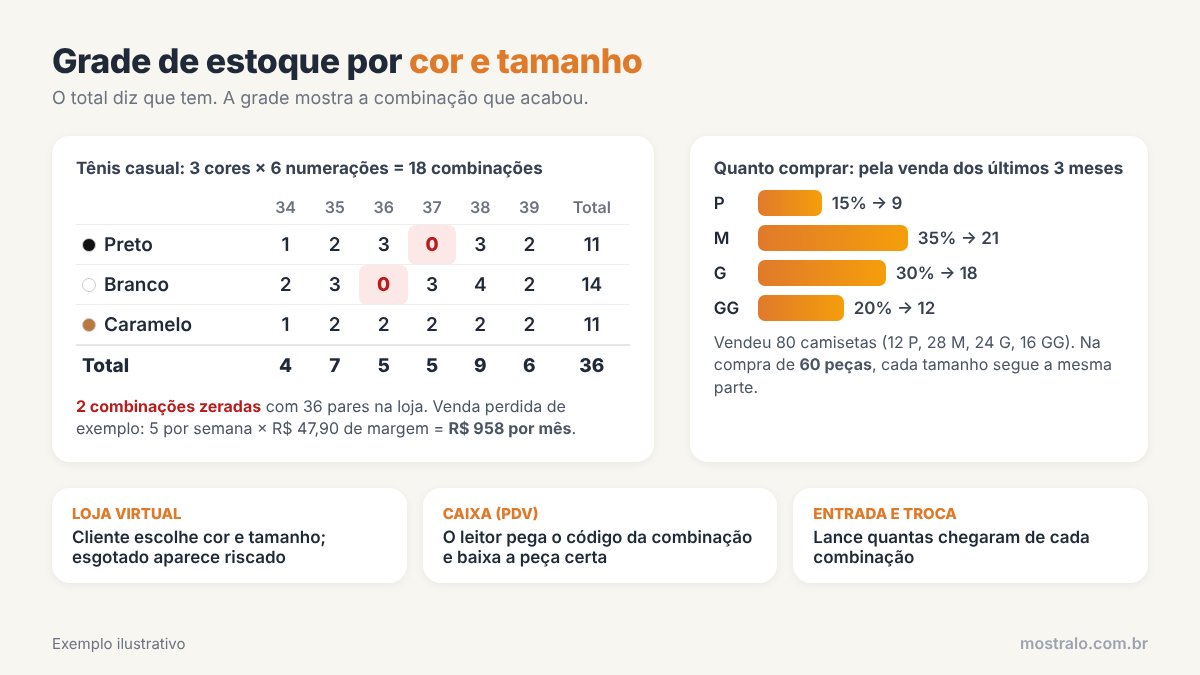 Grade de estoque por cor e tamanho
O total diz que tem. A grade mostra a combinação que acabou.
Tênis casual: 3 cores × 6 numerações = 18 combinações
34 35 36 37 38 39 Total
Preto 1 2 3 0 3 2 11
Branco 2 3 0 3 4 2 14
Caramelo 1 2 2 2 2 2 11
Total 4 7 5 5 9 6 36
2 combinações zeradas com 36 pares na loja. Venda perdida de
exemplo: 5 por semana × R$ 47,90 de margem = R$ 958 por mês.
Quanto comprar: pela venda dos últimos 3 meses
P 15% → 9
M 35% → 21
G 30% → 18
GG 20% → 12
Vendeu 80 camisetas (12 P, 28 M, 24 G, 16 GG). Na
compra de 60 peças, cada tamanho segue a mesma
parte.
LOJA VIRTUAL
Cliente escolhe cor e tamanho;
esgotado aparece riscado
CAIXA (PDV)
O leitor pega o código da combinação
e baixa a peça certa
ENTRADA E TROCA
Lance quantas chegaram de cada
combinação
Exemplo ilustrativo
mostralo.com.br